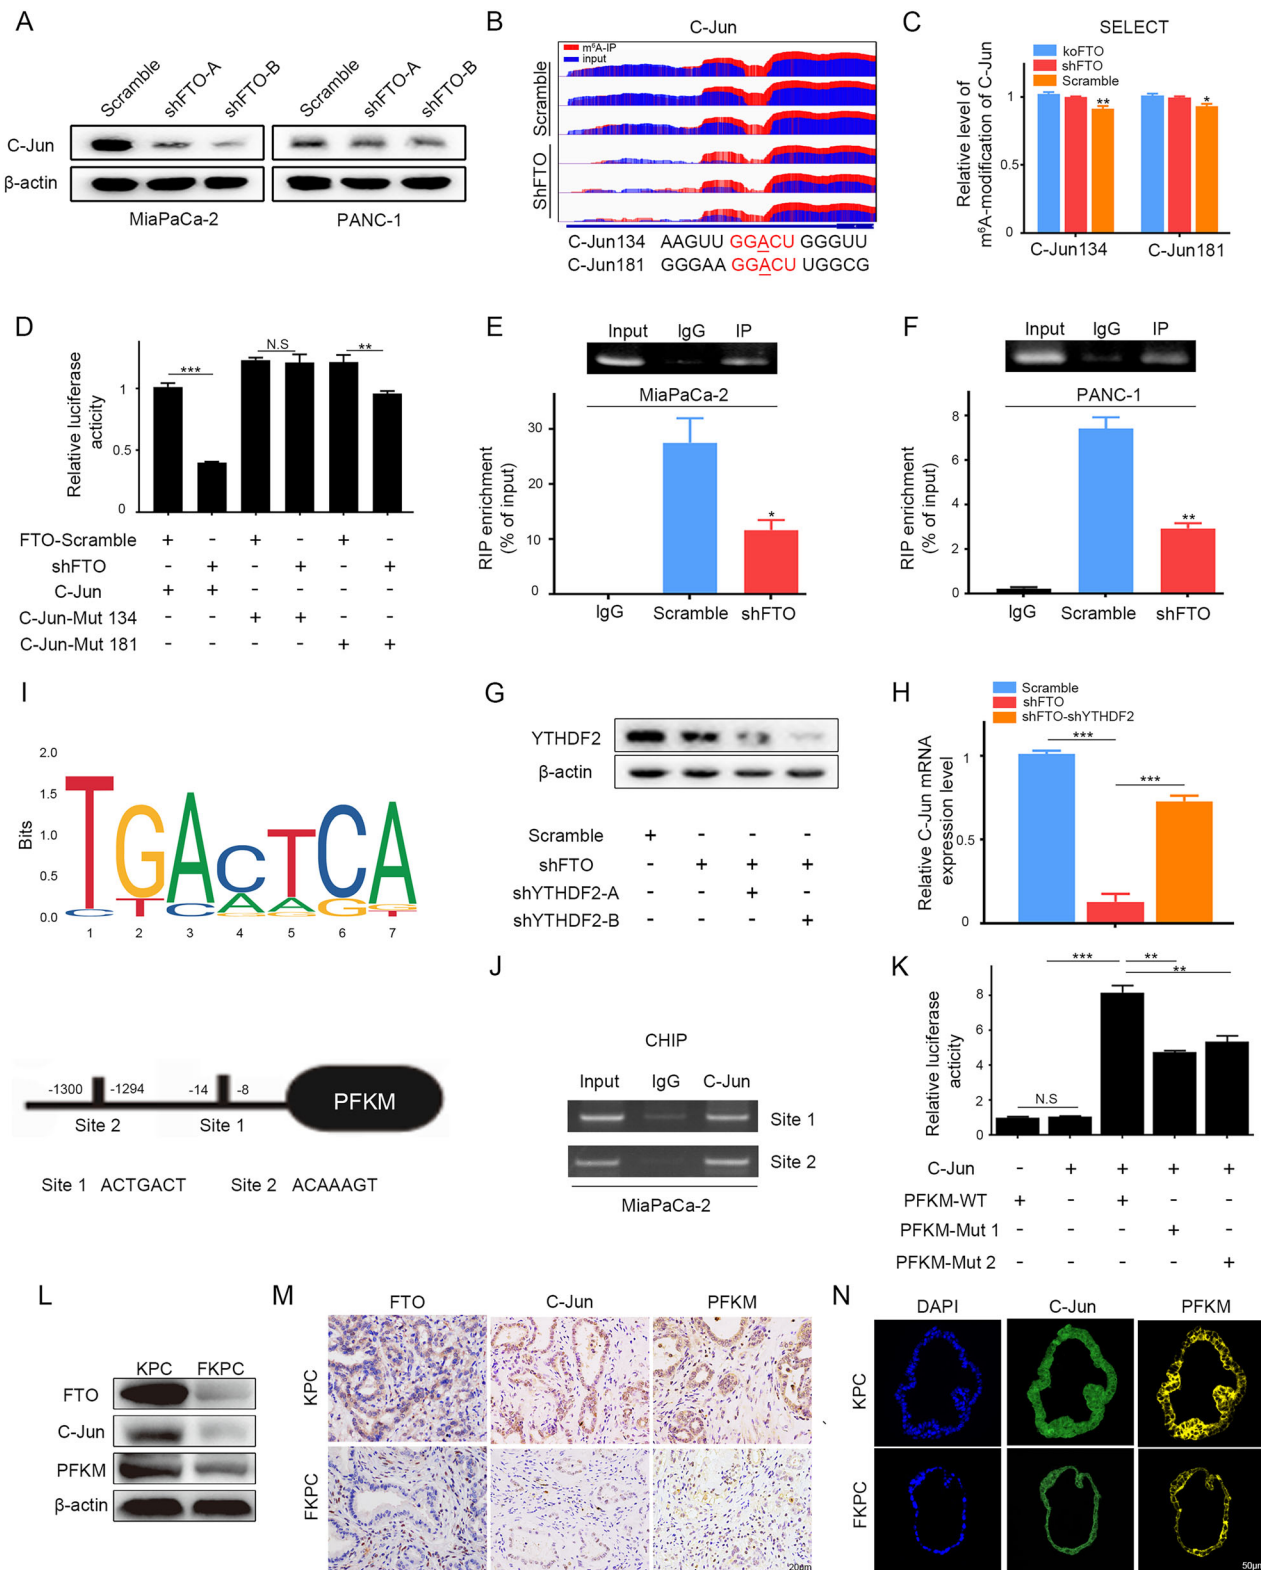 A
Scramble
shFTO-A
shFTO-B
Scramble
shFTO-A
shFTO-B
C-Jun
β-actin
MiaPaCa-2
PANC-1
B
C-Jun
m⁶A-IP
input
Scramble
ShFTO
C-Jun134 AAGUU GGACU GGGUU
C-Jun181 GGGAA GGACU UGGCG
C
SELECT
koFTO
shFTO
Scramble
Relative level of
m⁶A-modification of C-Jun
1
0.5
0
**
*
C-Jun134
C-Jun181
D
Relative luciferase
acticity
1
0.5
0
***
N.S
**
FTO-Scramble + - + - + -
shFTO - + - + - +
C-Jun + + - - - -
C-Jun-Mut 134 - - + + - -
C-Jun-Mut 181 - - - - + +
E
Input IgG IP
MiaPaCa-2
RIP enrichment
(% of input)
30
20
10
0
*
IgG Scramble shFTO
F
Input IgG IP
PANC-1
RIP enrichment
(% of input)
8
6
4
2
0
**
IgG Scramble shFTO
I
Bits
2.0
1.5
1.0
0.5
0.0
TGACTCA
1 2 3 4 5 6 7
-1300 -1294 -14 -8
PFKM
Site 2 Site 1
Site 1 ACTGACT Site 2 ACAAAGT
G
YTHDF2
β-actin
Scramble + - - -
shFTO - + + +
shYTHDF2-A - - + -
shYTHDF2-B - - - +
H
Scramble
shFTO
shFTO-shYTHDF2
Relative C-Jun mRNA
expression level
1
0.5
0
***
***
J
CHIP
Input IgG C-Jun
Site 1
Site 2
MiaPaCa-2
K
Relative luciferase
acticity
8
6
4
2
0
N.S
***
**
**
C-Jun - + + + +
PFKM-WT + - + - -
PFKM-Mut 1 - - - + -
PFKM-Mut 2 - - - - +
L
KPC FKPC
FTO
C-Jun
PFKM
β-actin
M
FTO C-Jun PFKM
KPC
FKPC
20um
N
DAPI C-Jun PFKM
KPC
FKPC
50μm